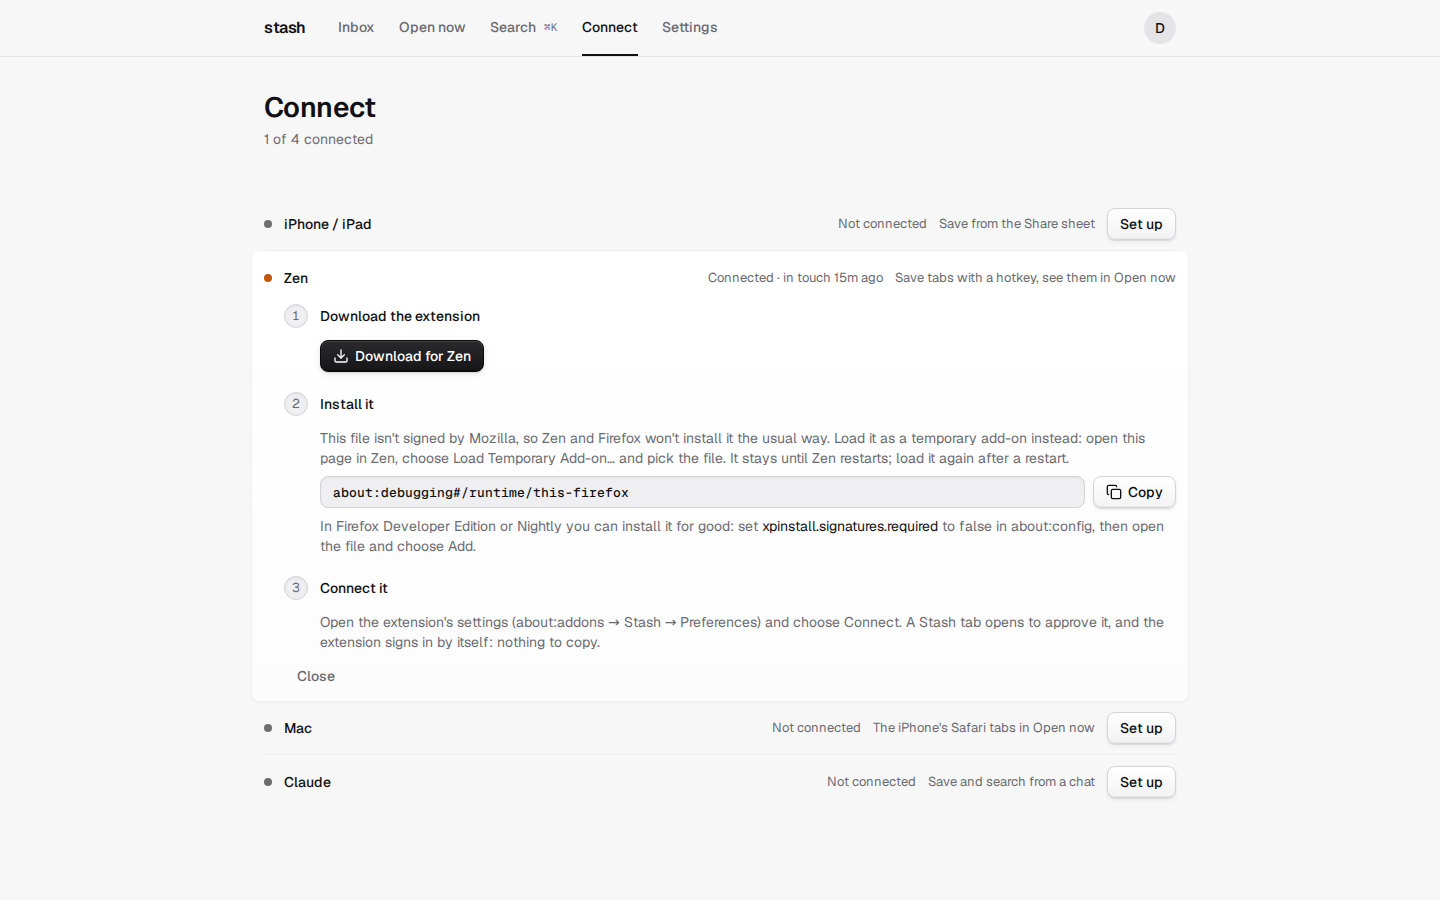 stash
Inbox
Open now
Search ⌘K
Connect
Settings
D
Connect
1 of 4 connected
iPhone / iPad
Not connected
Save from the Share sheet
Set up
Zen
Connected · in touch 15m ago
Save tabs with a hotkey, see them in Open now
1
Download the extension
Download for Zen
2
Install it
This file isn't signed by Mozilla, so Zen and Firefox won't install it the usual way. Load it as a temporary add-on instead: open this
page in Zen, choose Load Temporary Add-on… and pick the file. It stays until Zen restarts; load it again after a restart.
about:debugging#/runtime/this-firefox
Copy
In Firefox Developer Edition or Nightly you can install it for good: set xpinstall.signatures.required to false in about:config, then open
the file and choose Add.
3
Connect it
Open the extension's settings (about:addons → Stash → Preferences) and choose Connect. A Stash tab opens to approve it, and the
extension signs in by itself: nothing to copy.
Close
Mac
Not connected
The iPhone's Safari tabs in Open now
Set up
Claude
Not connected
Save and search from a chat
Set up